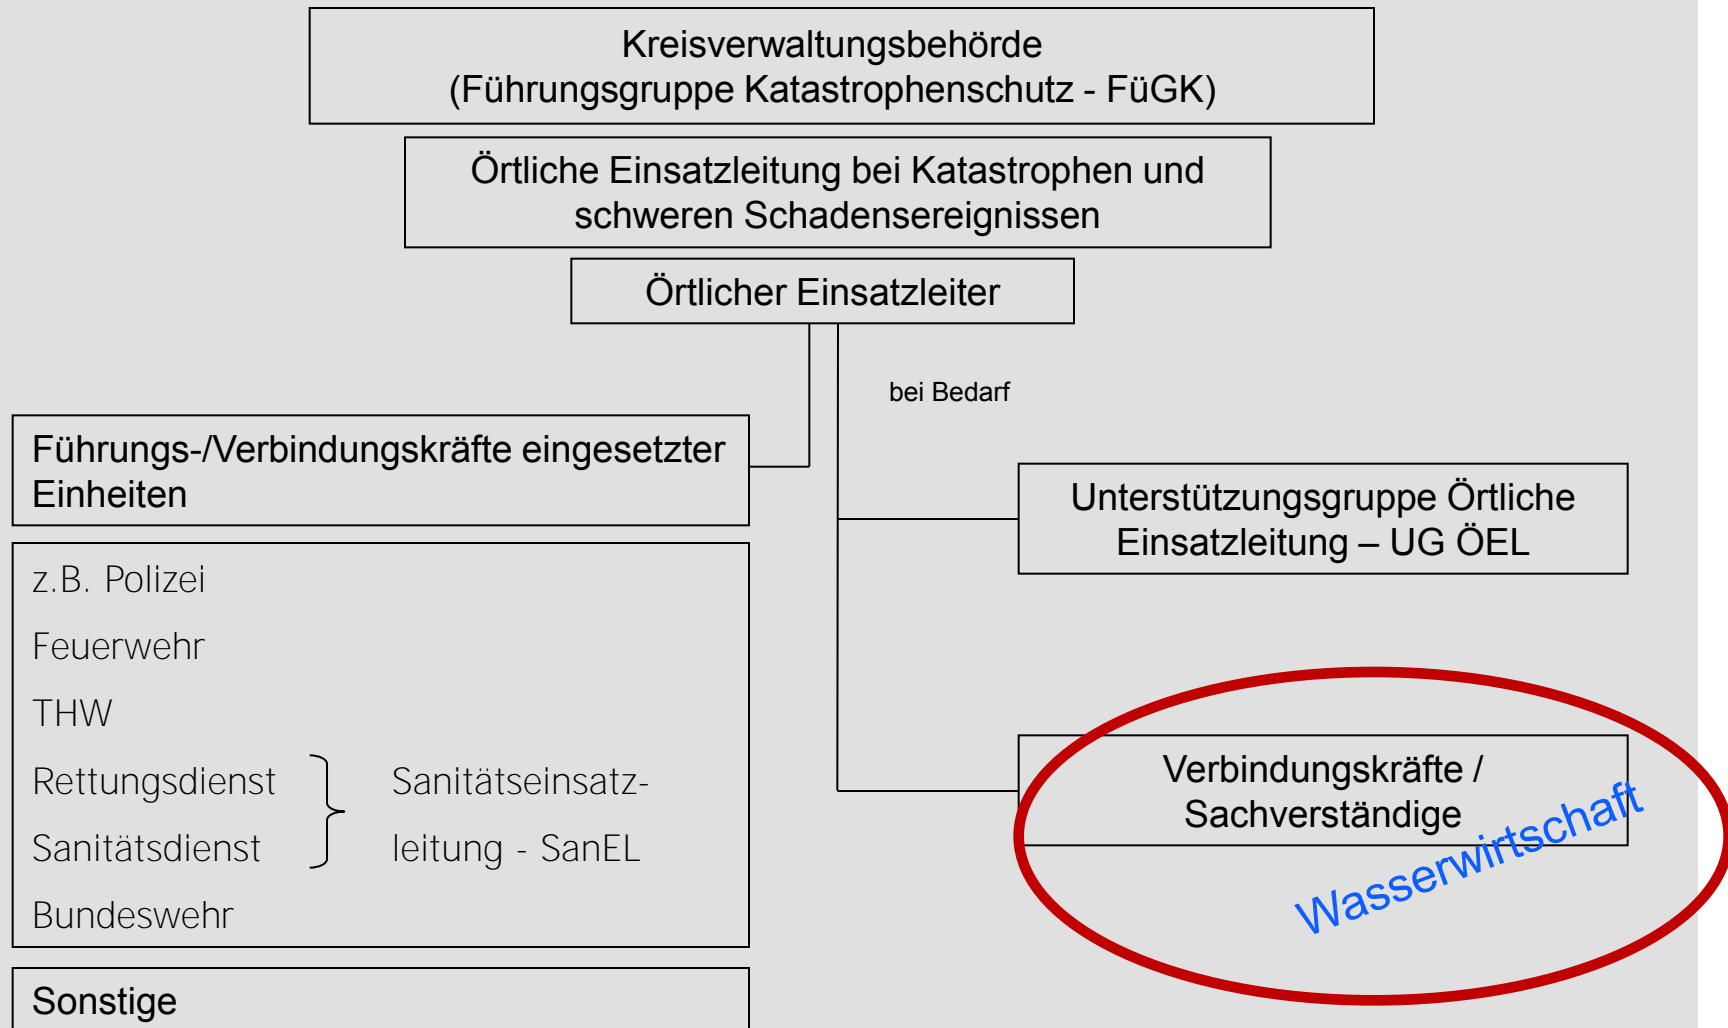 Kreisverwaltungsbehörde
(Führungsgruppe Katastrophenschutz - FüGK)
Örtliche Einsatzleitung bei Katastrophen und
schweren Schadensereignissen
Örtlicher Einsatzleiter
bei Bedarf
Führungs-/Verbindungskräfte eingesetzter
Einheiten
z.B. Polizei
Feuerwehr
THW
Rettungsdienst
Sanitätsdienst
Sanitätseinsatz-
leitung - SanEL
Bundeswehr
Sonstige
Unterstützungsgruppe Örtliche
Einsatzleitung – UG ÖEL
Verbindungskräfte /
Sachverständige
Wasserwirtschaft